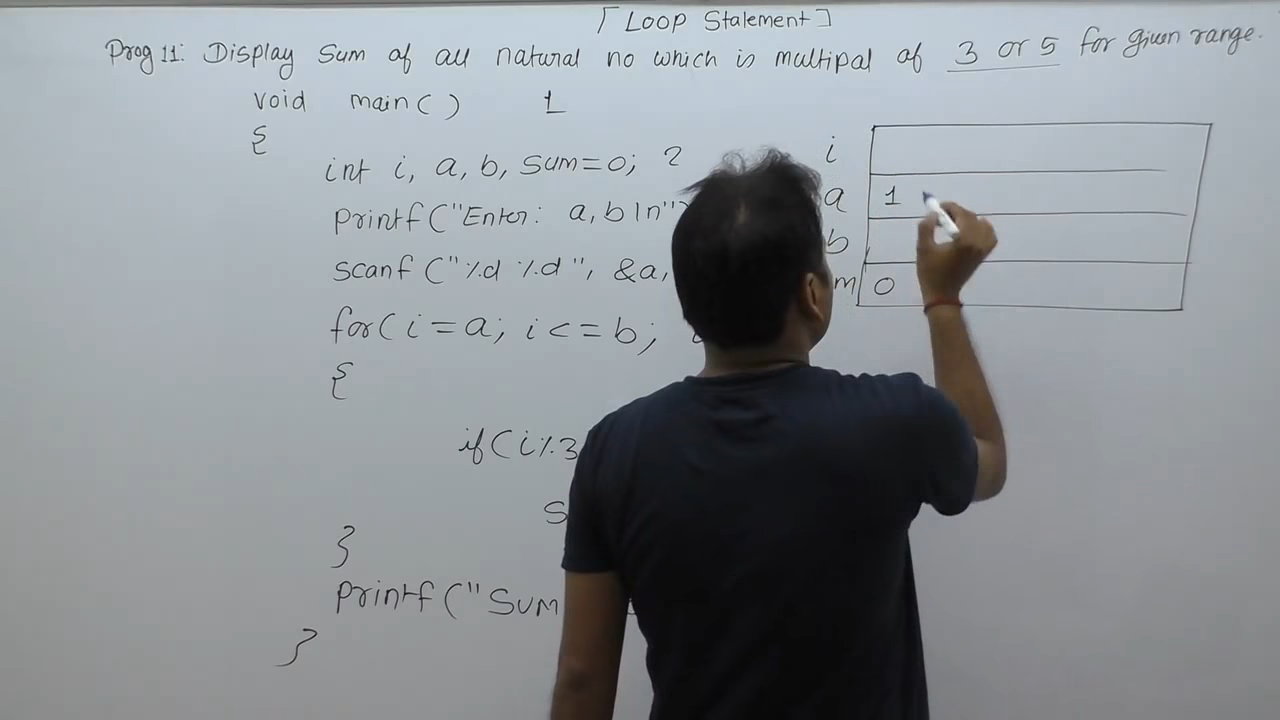 [Loop Statement]
Prog 11: Display sum of all natural no which is multipal of 3 or 5 for given range.
void main() 1
{
int i, a, b, sum=0; 2
printf("Enter: a,b \n")
scanf ("%d %d", &a,
for(i=a; i<=b;
{
if(i%3
s
}
printf("sum
}
i
a 1
b
m 0